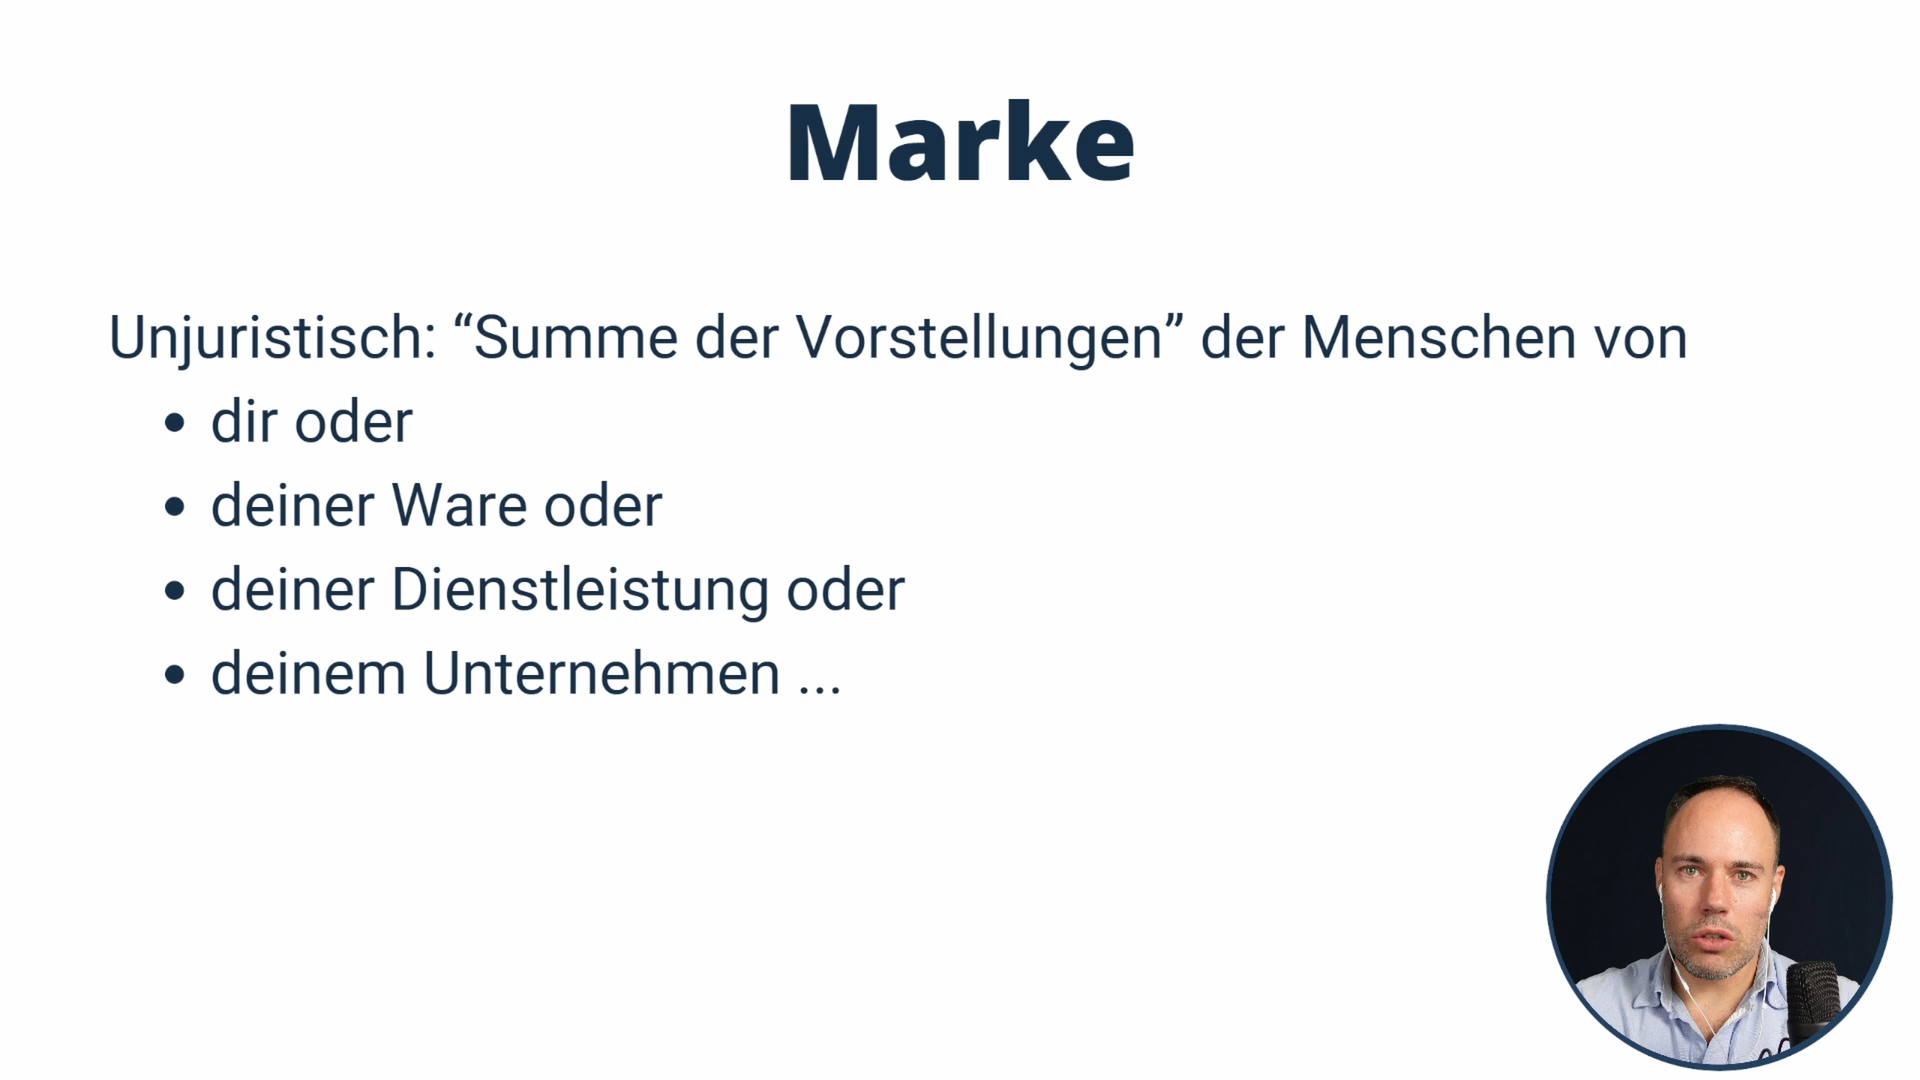 Marke
Unjuristisch: “Summe der Vorstellungen” der Menschen von
• dir oder
• deiner Ware oder
• deiner Dienstleistung oder
• deinem Unternehmen ...